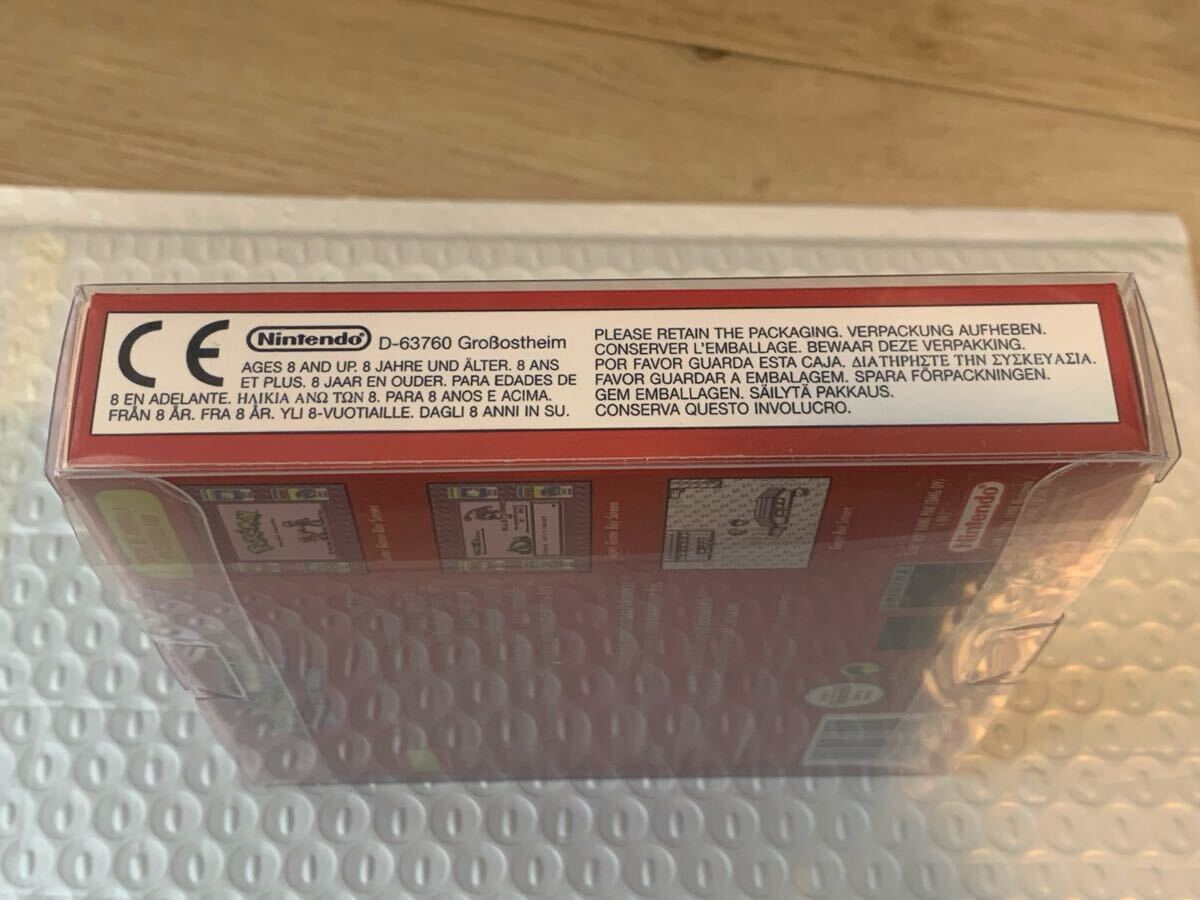 CE Nintendo D-63760 Großostheim
AGES 8 AND UP. 8 JAHRE UND ÄLTER. 8 ANS
ET PLUS. 8 JAAR EN OUDER. PARA EDADES DE
8 EN ADELANTE. ΗΛΙΚΙΑ ΑΝΩ ΤΩΝ 8. PARA 8 ANOS E ACIMA.
FRÅN 8 ÅR. FRA 8 ÅR. YLI 8-VUOTIAILLE. DAGLI 8 ANNI IN SU.
PLEASE RETAIN THE PACKAGING. VERPACKUNG AUFHEBEN.
CONSERVER L'EMBALLAGE. BEWAAR DEZE VERPAKKING.
POR FAVOR GUARDA ESTA CAJA. ΔΙΑΤΗΡΗΣΤΕ ΤΗΝ ΣΥΣΚΕΥΑΣΙΑ.
FAVOR GUARDAR A EMBALAGEM. SPARA FÖRPACKNINGEN.
GEM EMBALLAGEN. SÄILYTÄ PAKKAUS.
CONSERVA QUESTO INVOLUCRO.
Game Boy Screen
Nintendo